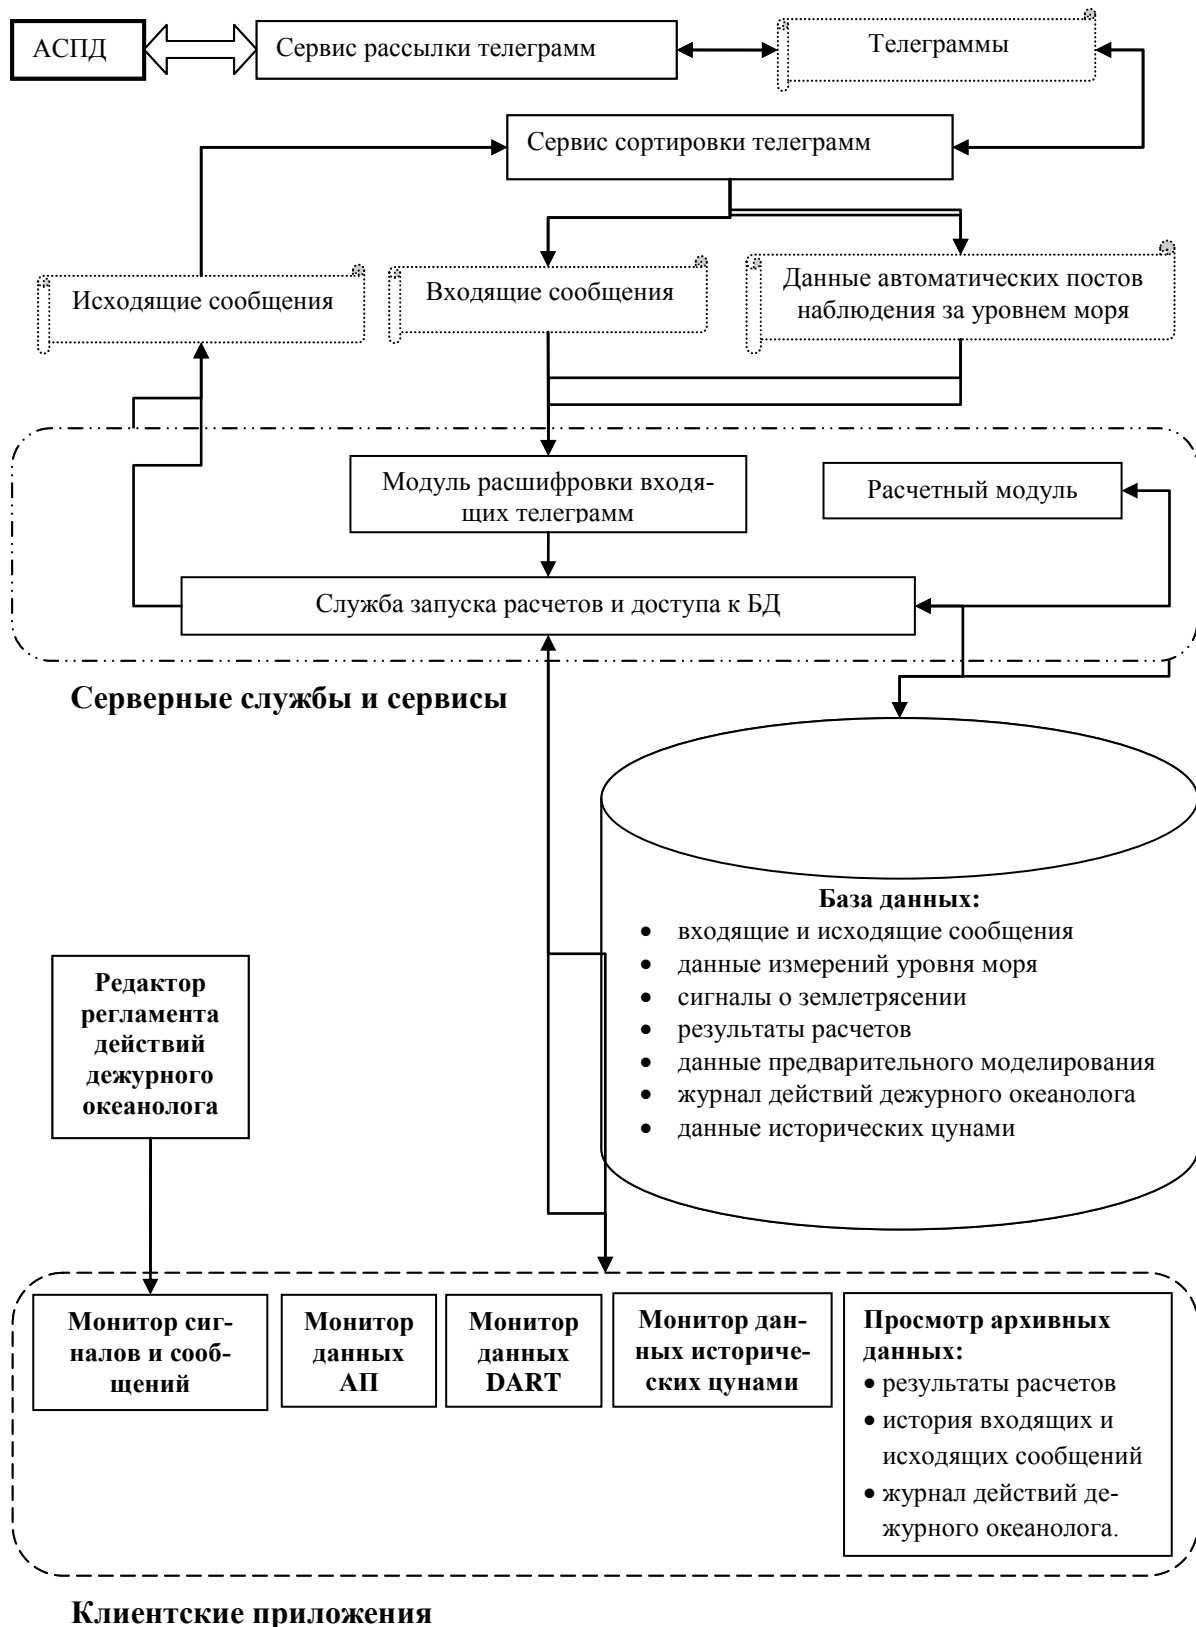 АСПД
Сервис рассылки телеграмм
Телеграммы
Сервис сортировки телеграмм
Исходящие сообщения
Входящие сообщения
Данные автоматических постов
наблюдения за уровнем моря
Модуль расшифровки входя-
щих телеграмм
Расчетный модуль
Служба запуска расчетов и доступа к БД
Серверные службы и сервисы
База данных:
• входящие и исходящие сообщения
• данные измерений уровня моря
• сигналы о землетрясении
• результаты расчетов
• данные предварительного моделирования
• журнал действий дежурного океанолога
• данные исторических цунами
Редактор
регламента
действий
дежурного
океанолога
Монитор сиг-
налов и сооб-
щений
Монитор
данных
АП
Монитор
данных
DART
Монитор дан-
ных историче-
ских цунами
Просмотр архивных
данных:
• результаты расчетов
• история входящих и
исходящих сообщений
• журнал действий де-
журного океанолога.
Клиентские приложения